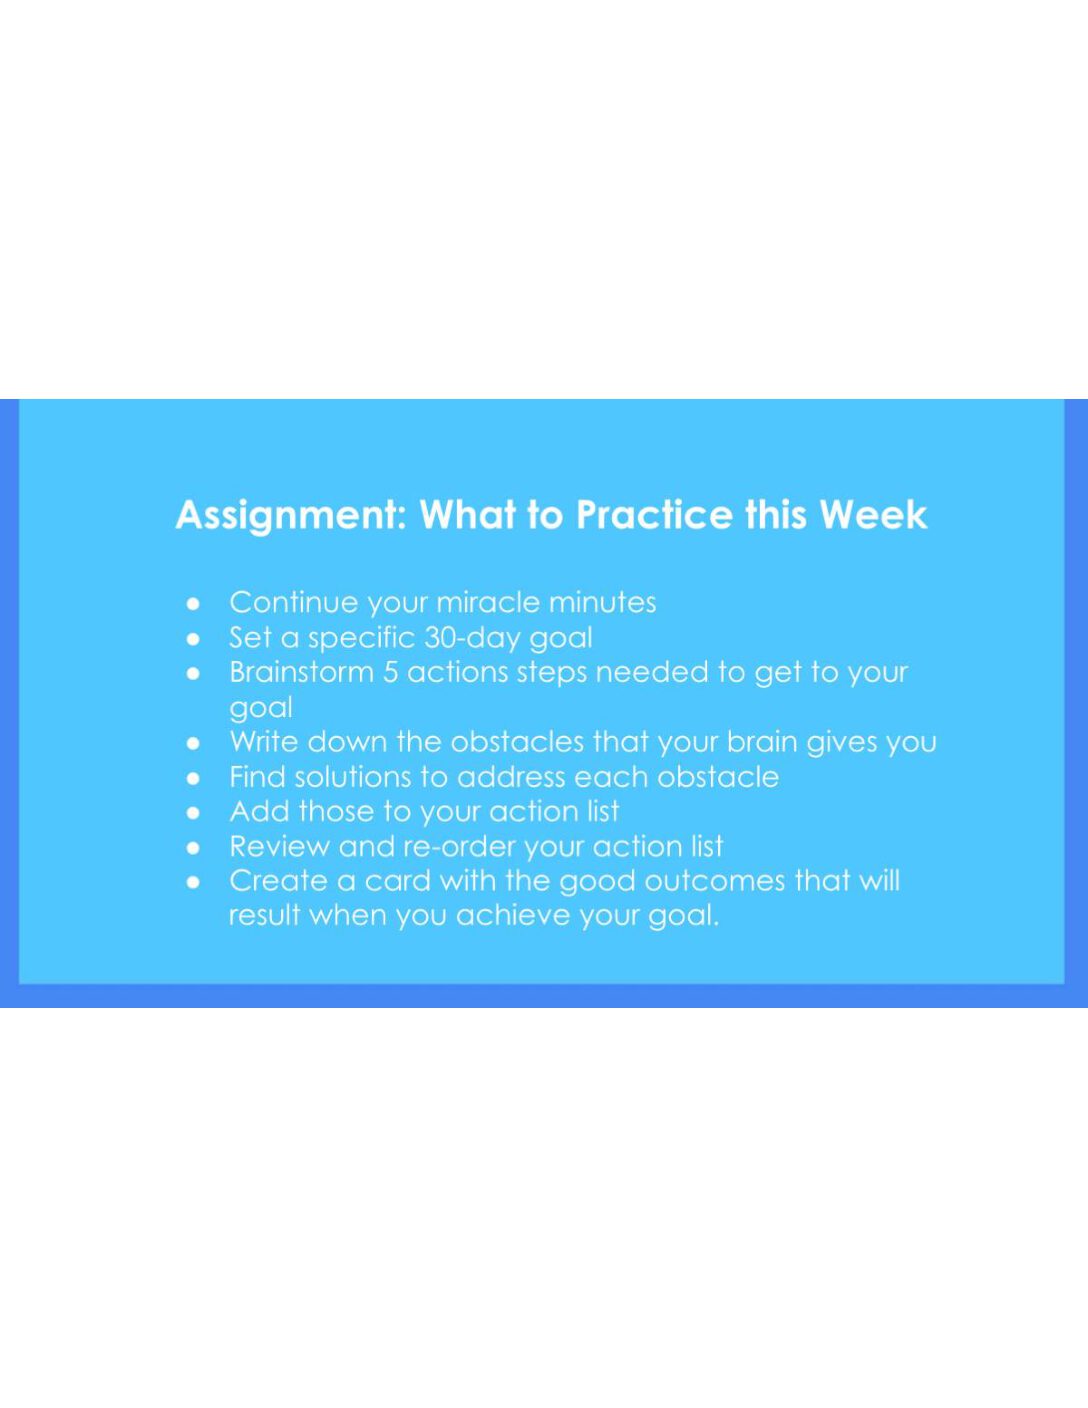 Assignment: What to Practice this Week
● Continue your miracle minutes
● Set a specific 30-day goal
● Brainstorm 5 actions steps needed to get to your
goal
● Write down the obstacles that your brain gives you
● Find solutions to address each obstacle
● Add those to your action list
● Review and re-order your action list
● Create a card with the good outcomes that will
result when you achieve your goal.